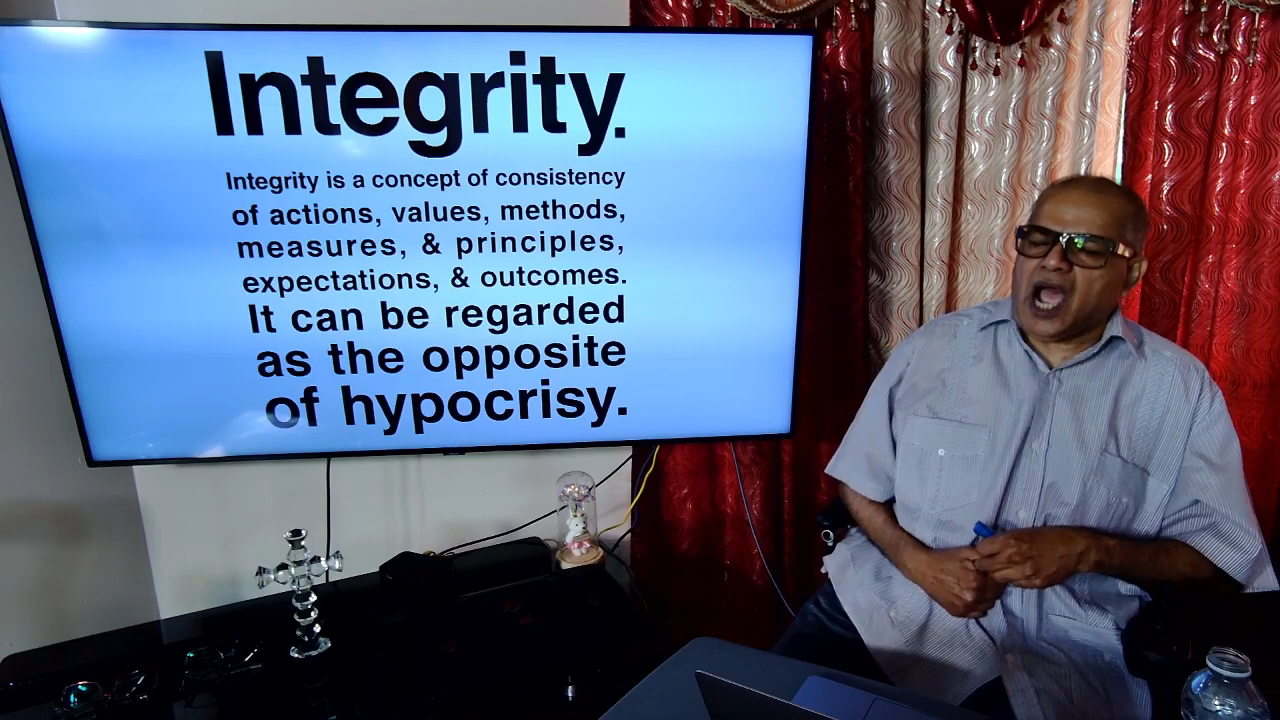 Integrity.
Integrity is a concept of consistency
of actions, values, methods,
measures, & principles,
expectations, & outcomes.
It can be regarded
as the opposite
of hypocrisy.